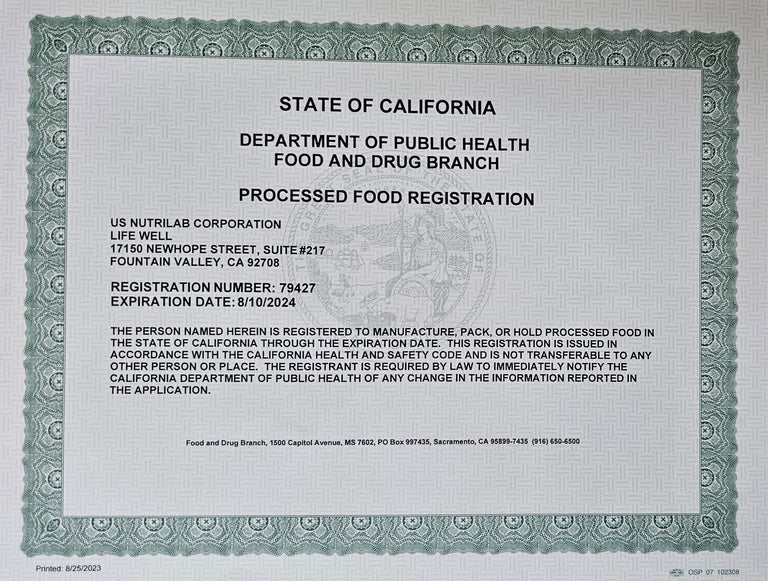 STATE OF CALIFORNIA
DEPARTMENT OF PUBLIC HEALTH
FOOD AND DRUG BRANCH
PROCESSED FOOD REGISTRATION
US NUTRILAB CORPORATION
LIFE WELL
17150 NEWHOPE STREET, SUITE #217
FOUNTAIN VALLEY, CA 92708
REGISTRATION NUMBER: 79427
EXPIRATION DATE: 8/10/2024
THE PERSON NAMED HEREIN IS REGISTERED TO MANUFACTURE, PACK, OR HOLD PROCESSED FOOD IN
THE STATE OF CALIFORNIA THROUGH THE EXPIRATION DATE. THIS REGISTRATION IS ISSUED IN
ACCORDANCE WITH THE CALIFORNIA HEALTH AND SAFETY CODE AND IS NOT TRANSFERABLE TO ANY
OTHER PERSON OR PLACE. THE REGISTRANT IS REQUIRED BY LAW TO IMMEDIATELY NOTIFY THE
CALIFORNIA DEPARTMENT OF PUBLIC HEALTH OF ANY CHANGE IN THE INFORMATION REPORTED IN
THE APPLICATION.
Food and Drug Branch, 1500 Capitol Avenue, MS 7602, PO Box 997435, Sacramento, CA 95899-7435 (916) 650-6500
Printed: 8/25/2023
OSP 07 102308